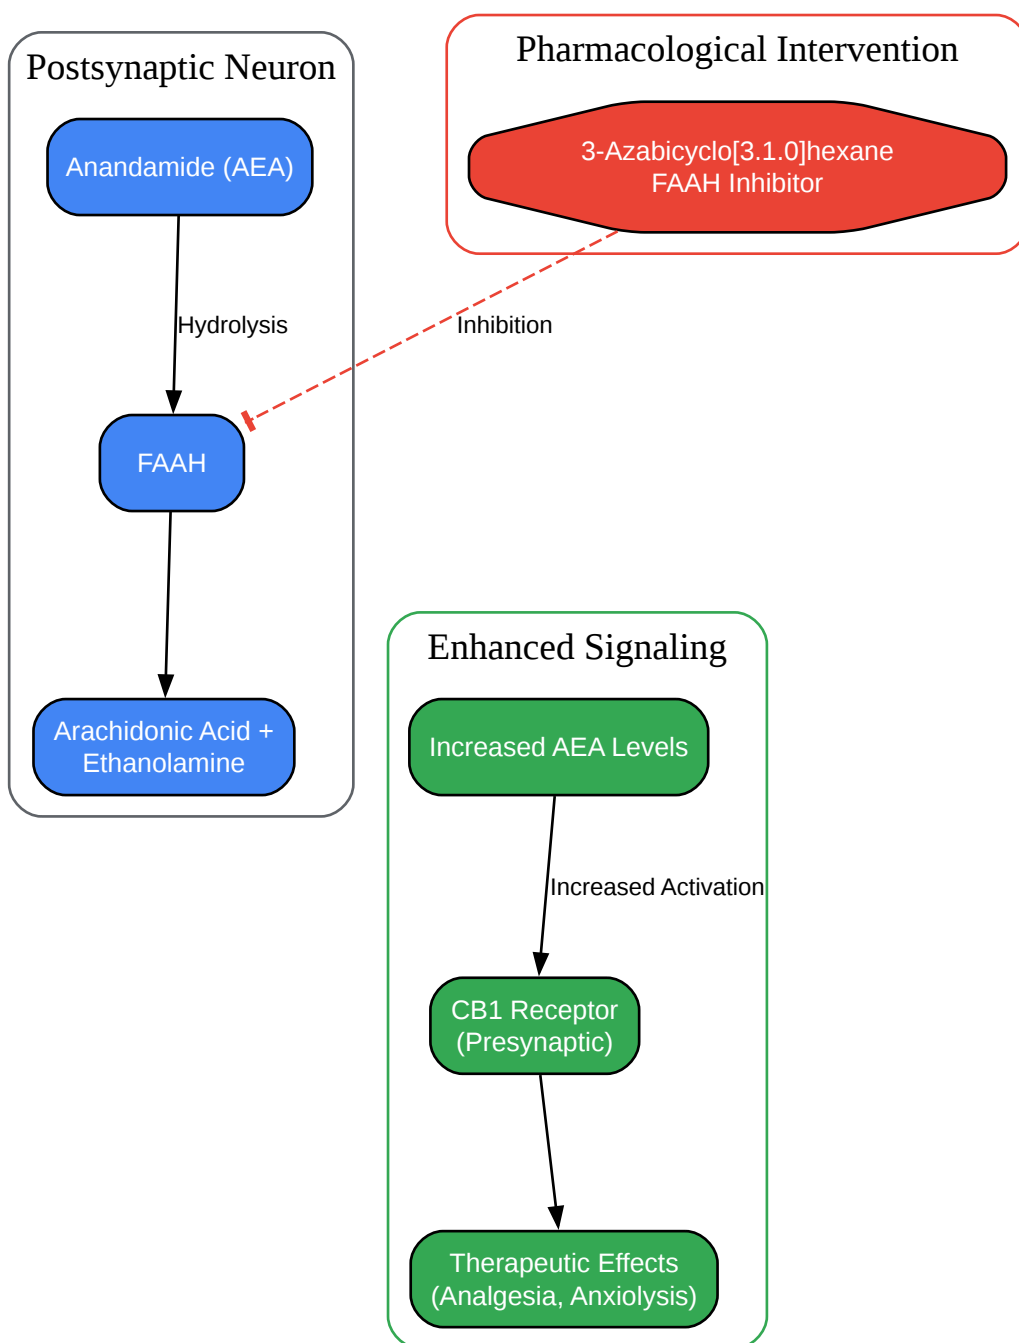 Postsynaptic Neuron
Anandamide (AEA)
Hydrolysis
FAAH
Arachidonic Acid +
Ethanolamine
Pharmacological Intervention
3-Azabicyclo[3.1.0]hexane
FAAH Inhibitor
Inhibition
Enhanced Signaling
Increased AEA Levels
Increased Activation
CB1 Receptor
(Presynaptic)
Therapeutic Effects
(Analgesia, Anxiolysis)